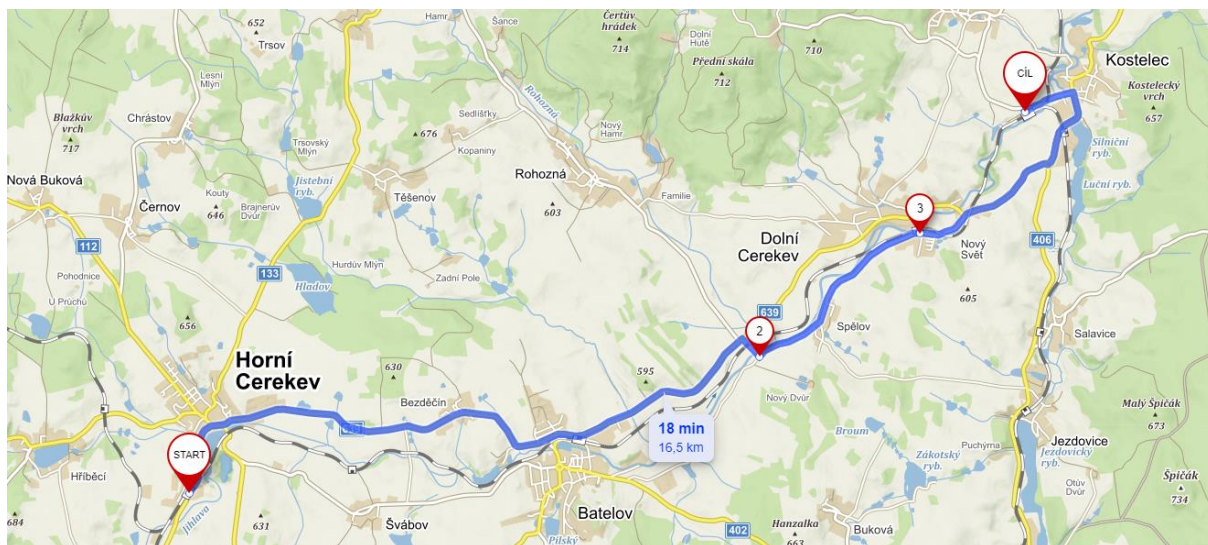 652
Trsov
Hamr
Šance
Čertův
hrádek
714
Dolní
Hutě
710
Přední skála
712
CÍL
Kostelec
Kostelecký
vrch
657
Lesní
Mlýn
Chrástov
Blažkův
vrch
717
Trsovský
Mlýn
676
Sedlíšťky
Kopaniny
Rohozná
Nový
Hamr
Silniční
ryb.
Nová Buková
Jistební
ryb.
Těšenov
Rohozná
Familie
Luční ryb.
Kouty
646
Brajnerův
Dvůr
Černov
603
3
112
Dolní
Cerekev
Nový
Svět
406
Pohodnice
133
Hurdův Mlýn
Zadní Pole
Hladov
605
U Průchů
656
639
2
Spělov
Salavice
Horní
Cerekev
630
595
Bezděčín
Nový Dvůr
Malý Špičák
673
18 min
16,5 km
START
Broum
Puchýrna
Jezdovice
Jezdovický
ryb.
Hříběcí
Zákotský
ryb.
Otův
Dvůr
Špičák
734
684
Jihlava
631
Švábov
Batelov
Pilský
402
Hanzalka
663
Buková